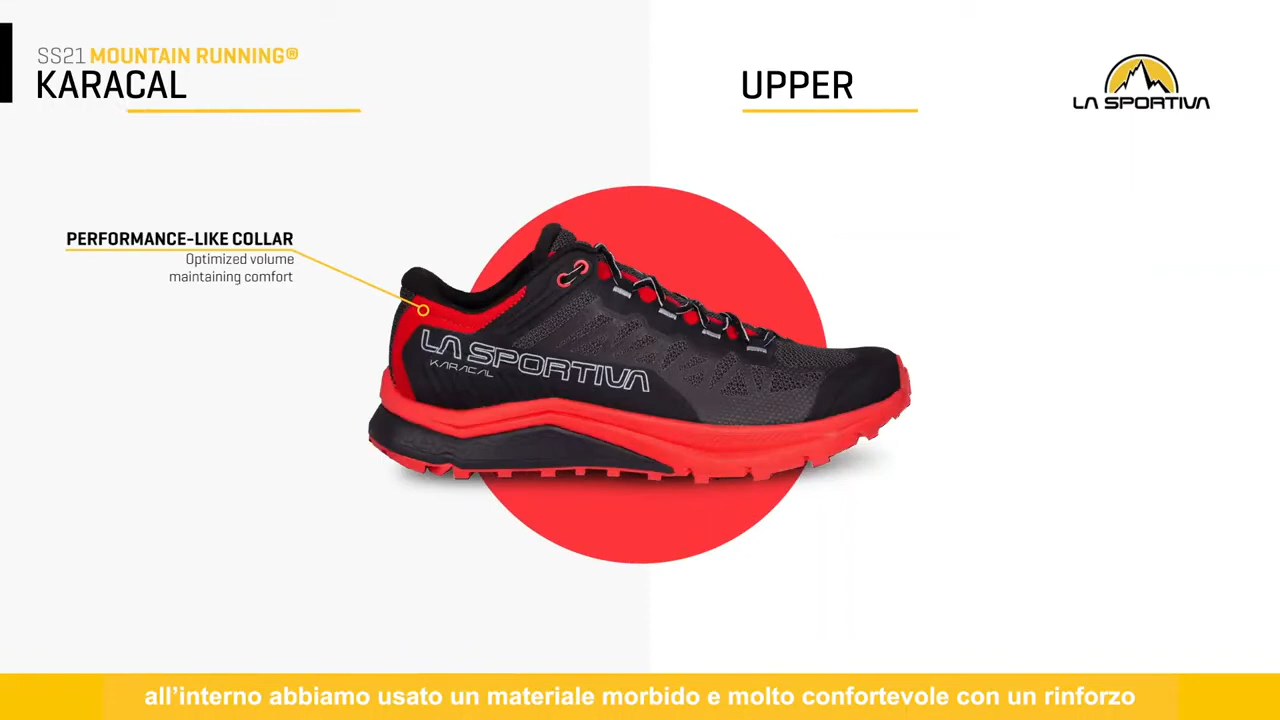 SS21 MOUNTAIN RUNNING®
KARACAL
UPPER
LA SPORTIVA
PERFORMANCE-LIKE COLLAR
Optimized volume
maintaining comfort
LA SPORTIVA
KARACAL
all’interno abbiamo usato un materiale morbido e molto confortevole con un rinforzo